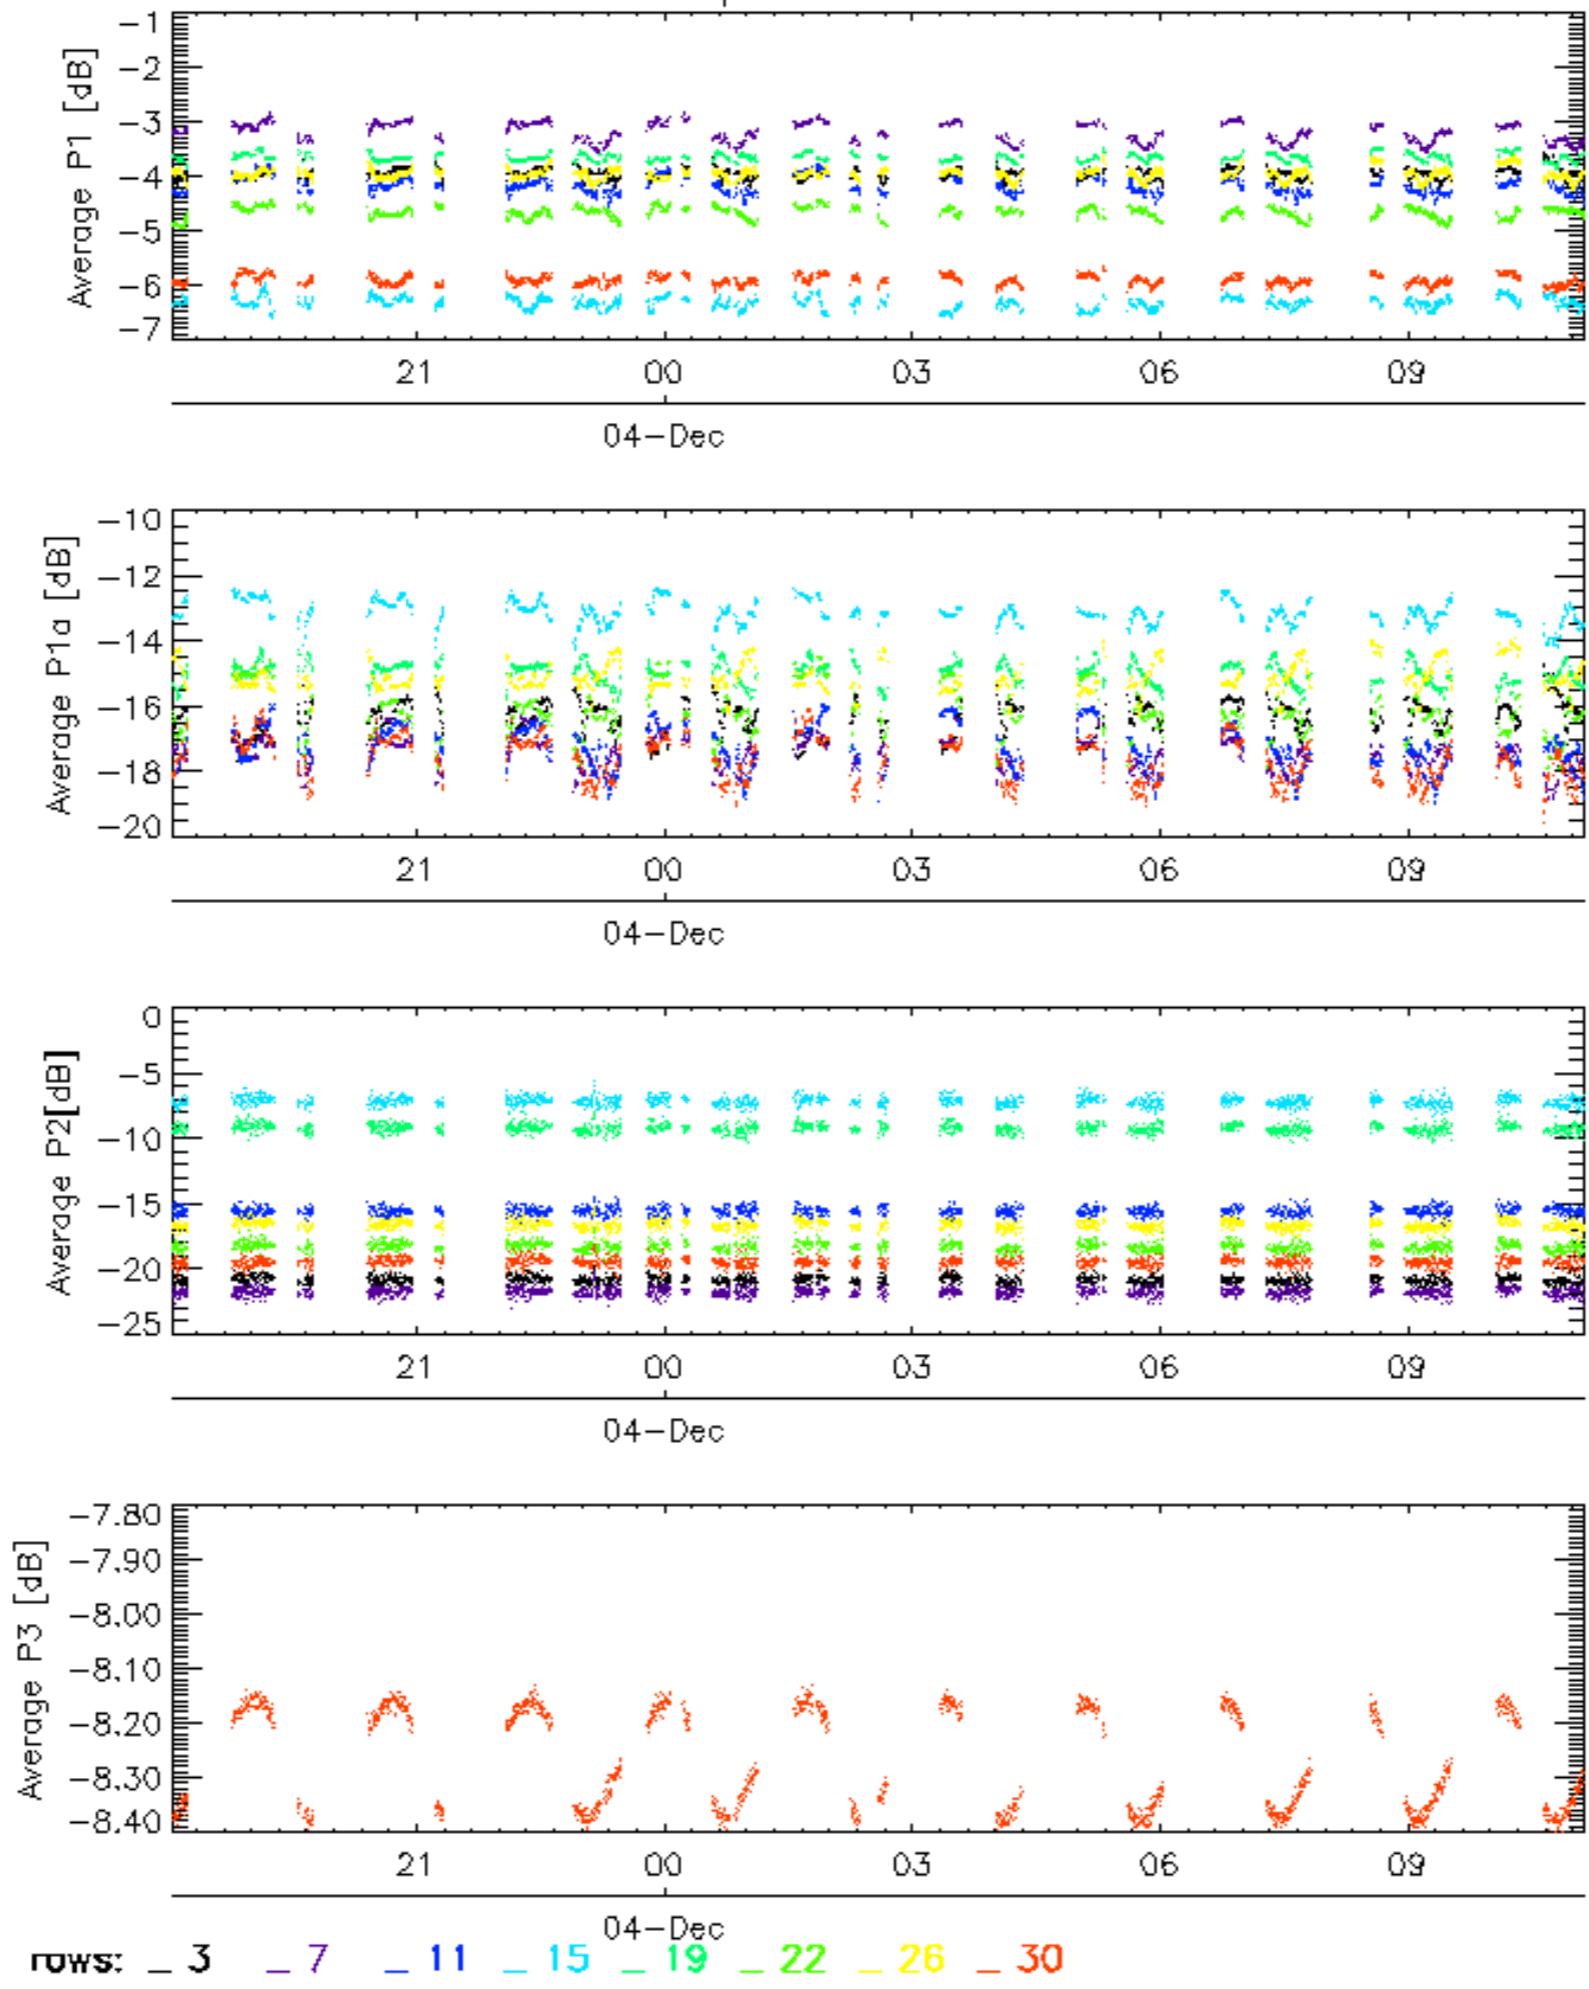 Average P1 [dB]
−1
−2
−3
−4
−5
−6
−7
21 00 03 06 09
04−Dec
Average P1a [dB]
−10
−12
−14
−16
−18
−20
21 00 03 06 09
04−Dec
Average P2[dB]
0
−5
−10
−15
−20
−25
21 00 03 06 09
04−Dec
Average P3 [dB]
−7.80
−7.90
−8.00
−8.10
−8.20
−8.30
−8.40
21 00 03 06 09
04−Dec
rows: _ 3 _ 7 _ 11 _ 15 _ 19 _ 22 _ 26 _ 30